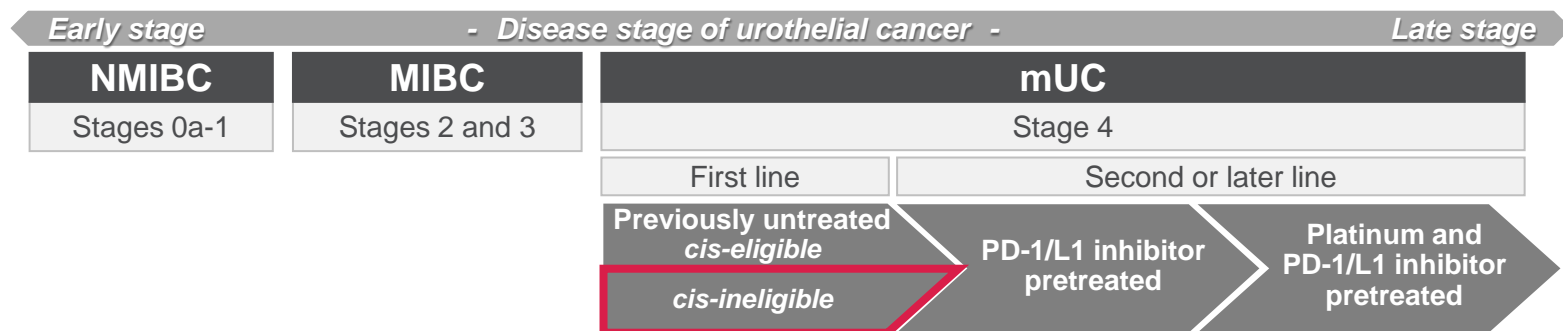 Early stage - Disease stage of urothelial cancer - Late stage
NMIBC MIBC mUC
Stages 0a-1 Stages 2 and 3 Stage 4
First line Second or later line
Previously untreated
cis-eligible
cis-ineligible
PD-1/L1 inhibitor
pretreated
Platinum and
PD-1/L1 inhibitor
pretreated